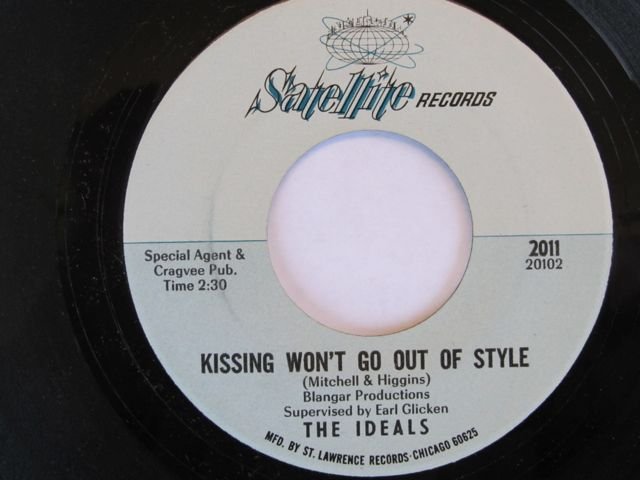 Satellite RECORDS
Special Agent &
Cragvee Pub.
Time 2:30
2011
20102
KISSING WON'T GO OUT OF STYLE
(Mitchell & Higgins)
Blangar Productions
Supervised by Earl Glicken
THE IDEALS
MFD. BY ST. LAWRENCE RECORDS · CHICAGO 60625